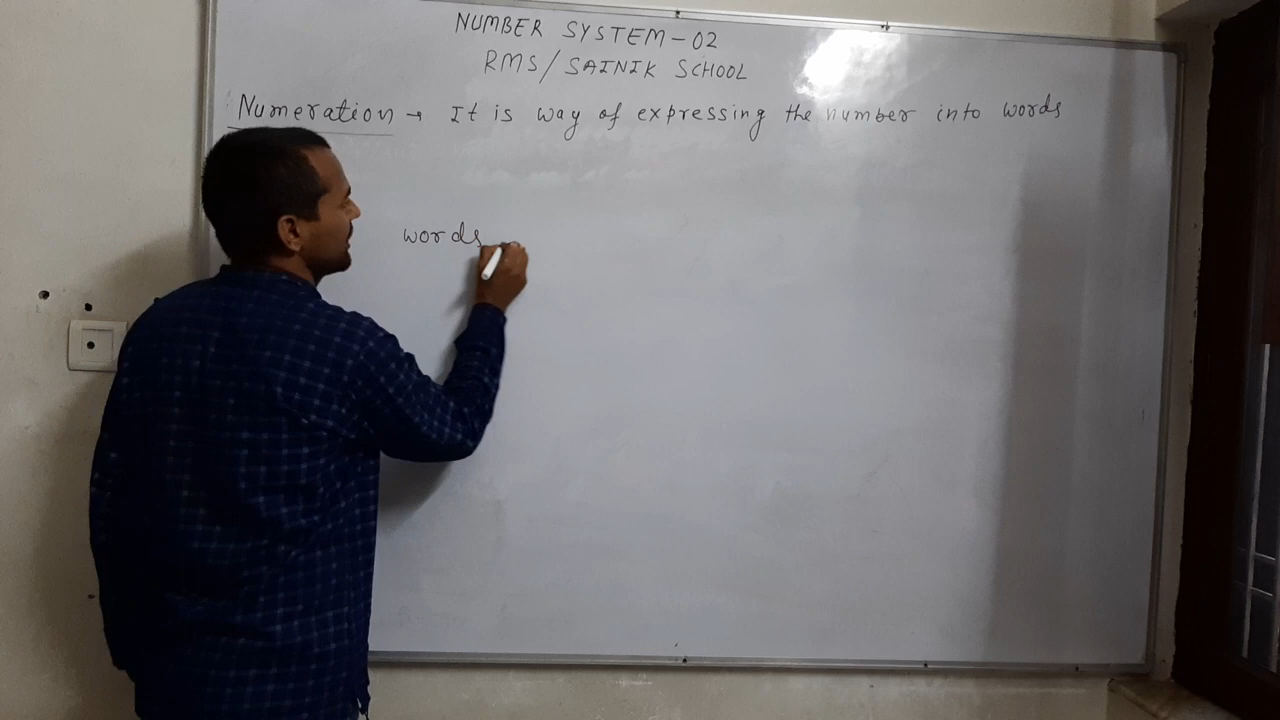 NUMBER SYSTEM-02
RMS/SAINIK SCHOOL
Numeration → It is way of expressing the number into words
words